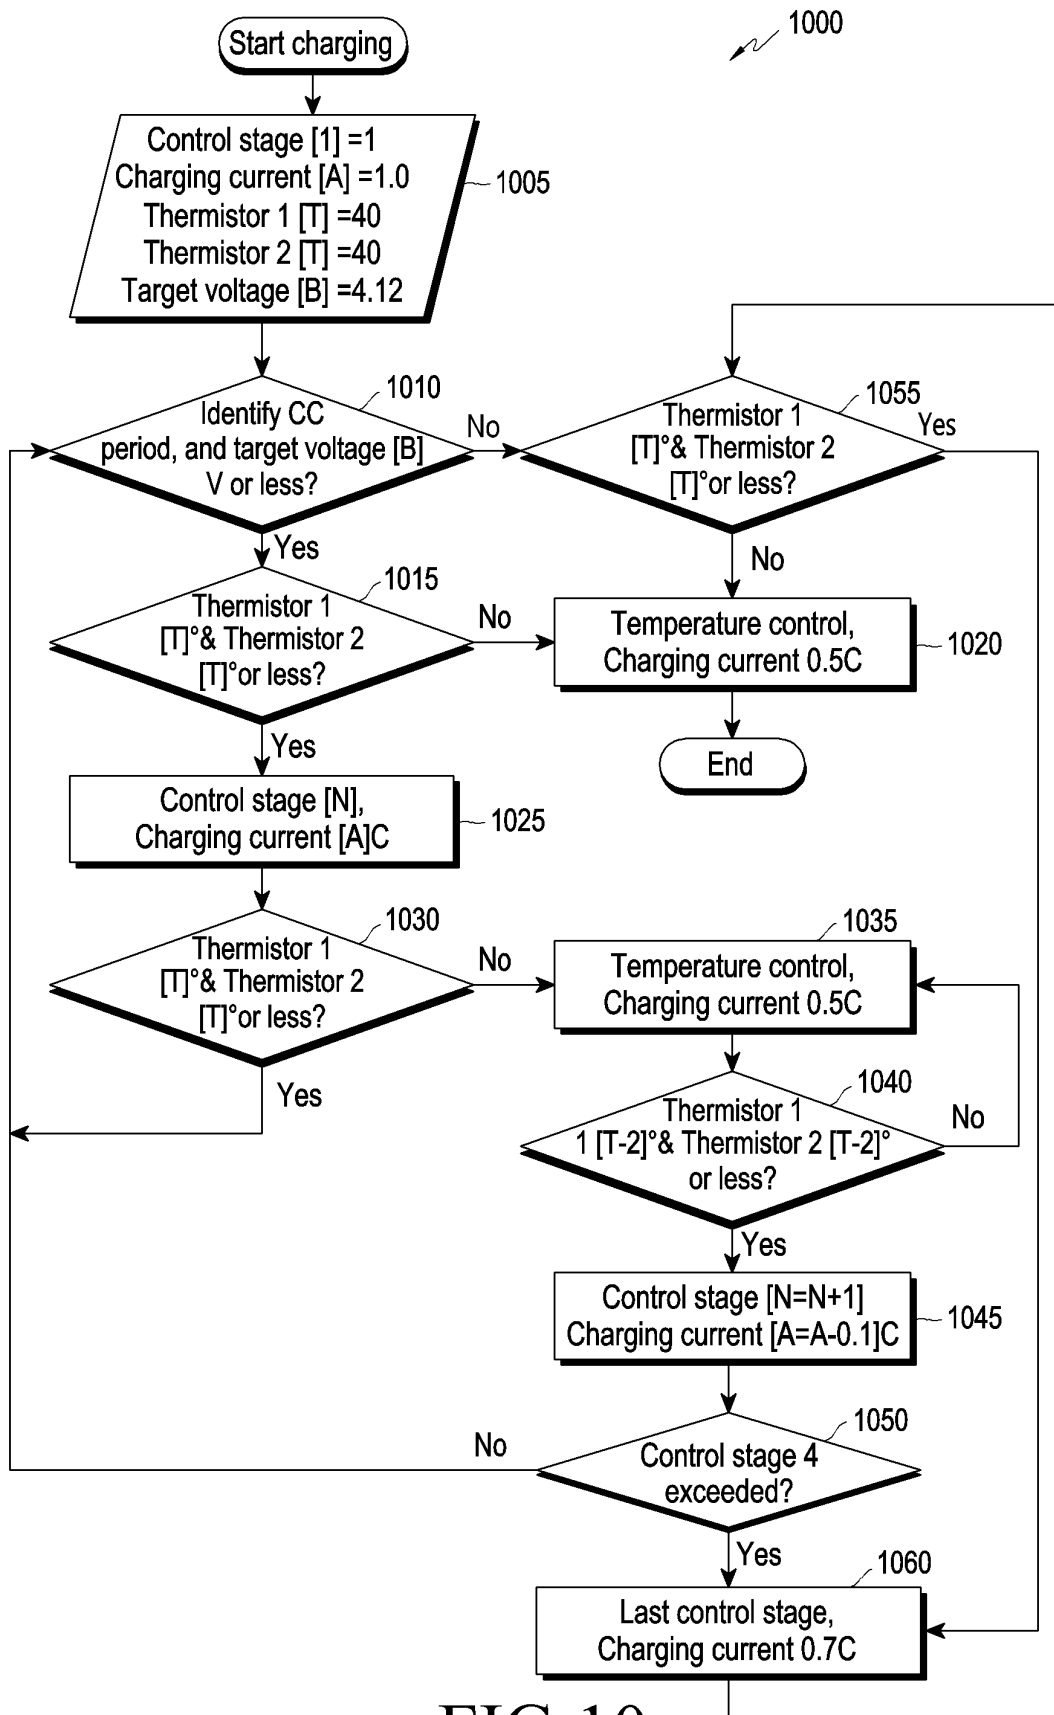 1000
Start charging
Control stage [1] =1
Charging current [A] =1.0
Thermistor 1 [T] =40
Thermistor 2 [T] =40
Target voltage [B] =4.12
1005
1010
Identify CC
period, and target voltage [B]
V or less?
No
Yes
1055
Thermistor 1
[T]°& Thermistor 2
[T]°or less?
Yes
No
1015
Thermistor 1
[T]°& Thermistor 2
[T]°or less?
No
Yes
Temperature control,
Charging current 0.5C
1020
End
Control stage [N],
Charging current [A]C
1025
1030
Thermistor 1
[T]°& Thermistor 2
[T]°or less?
No
Yes
1035
Temperature control,
Charging current 0.5C
1040
Thermistor 1
1 [T-2]°& Thermistor 2 [T-2]°
or less?
No
Yes
Control stage [N=N+1]
Charging current [A=A-0.1]C
1045
1050
Control stage 4
exceeded?
No
Yes
1060
Last control stage,
Charging current 0.7C
FIG 10